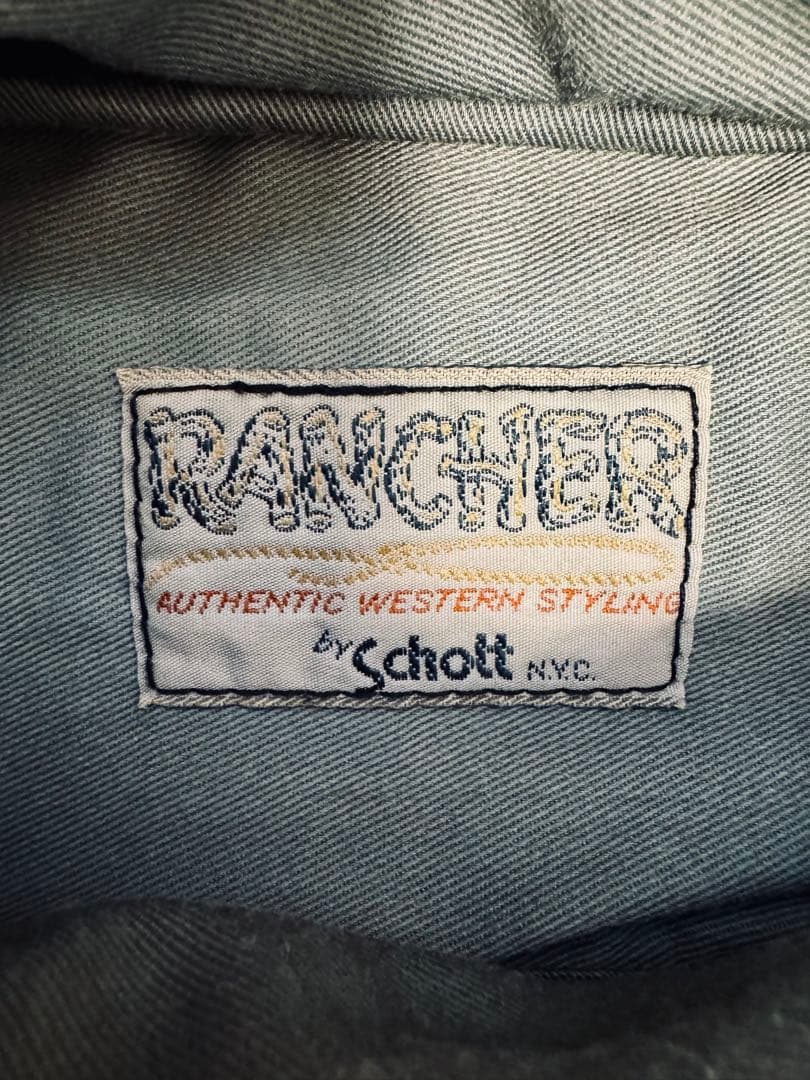 RANCHER
AUTHENTIC WESTERN STYLING
by Schott N.Y.C.